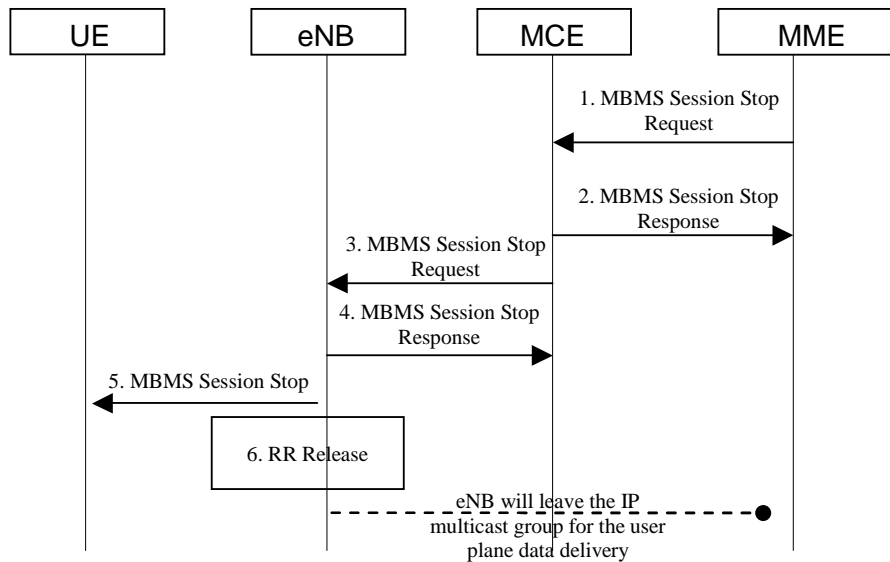 UE
eNB
MCE
MME
1. MBMS Session Stop
Request
2. MBMS Session Stop
Response
3. MBMS Session Stop
Request
4. MBMS Session Stop
Response
5. MBMS Session Stop
6. RR Release
eNB will leave the IP
multicast group for the user
plane data delivery